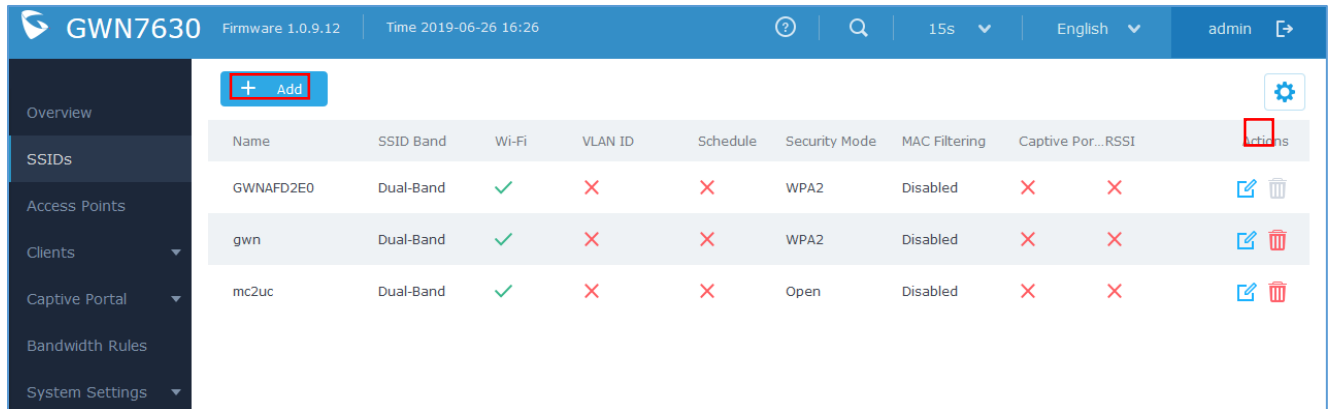 GWN7630 Firmware 1.0.9.12 Time 2019-06-26 16:26 15s English admin
+ Add
Overview
SSIDs
Access Points
Clients
Captive Portal
Bandwidth Rules
System Settings
Name SSID Band Wi-Fi VLAN ID Schedule Security Mode MAC Filtering Captive Por...RSSI Actions
GWNAFD2E0 Dual-Band WPA2 Disabled
gwn Dual-Band WPA2 Disabled
mc2uc Dual-Band Open Disabled